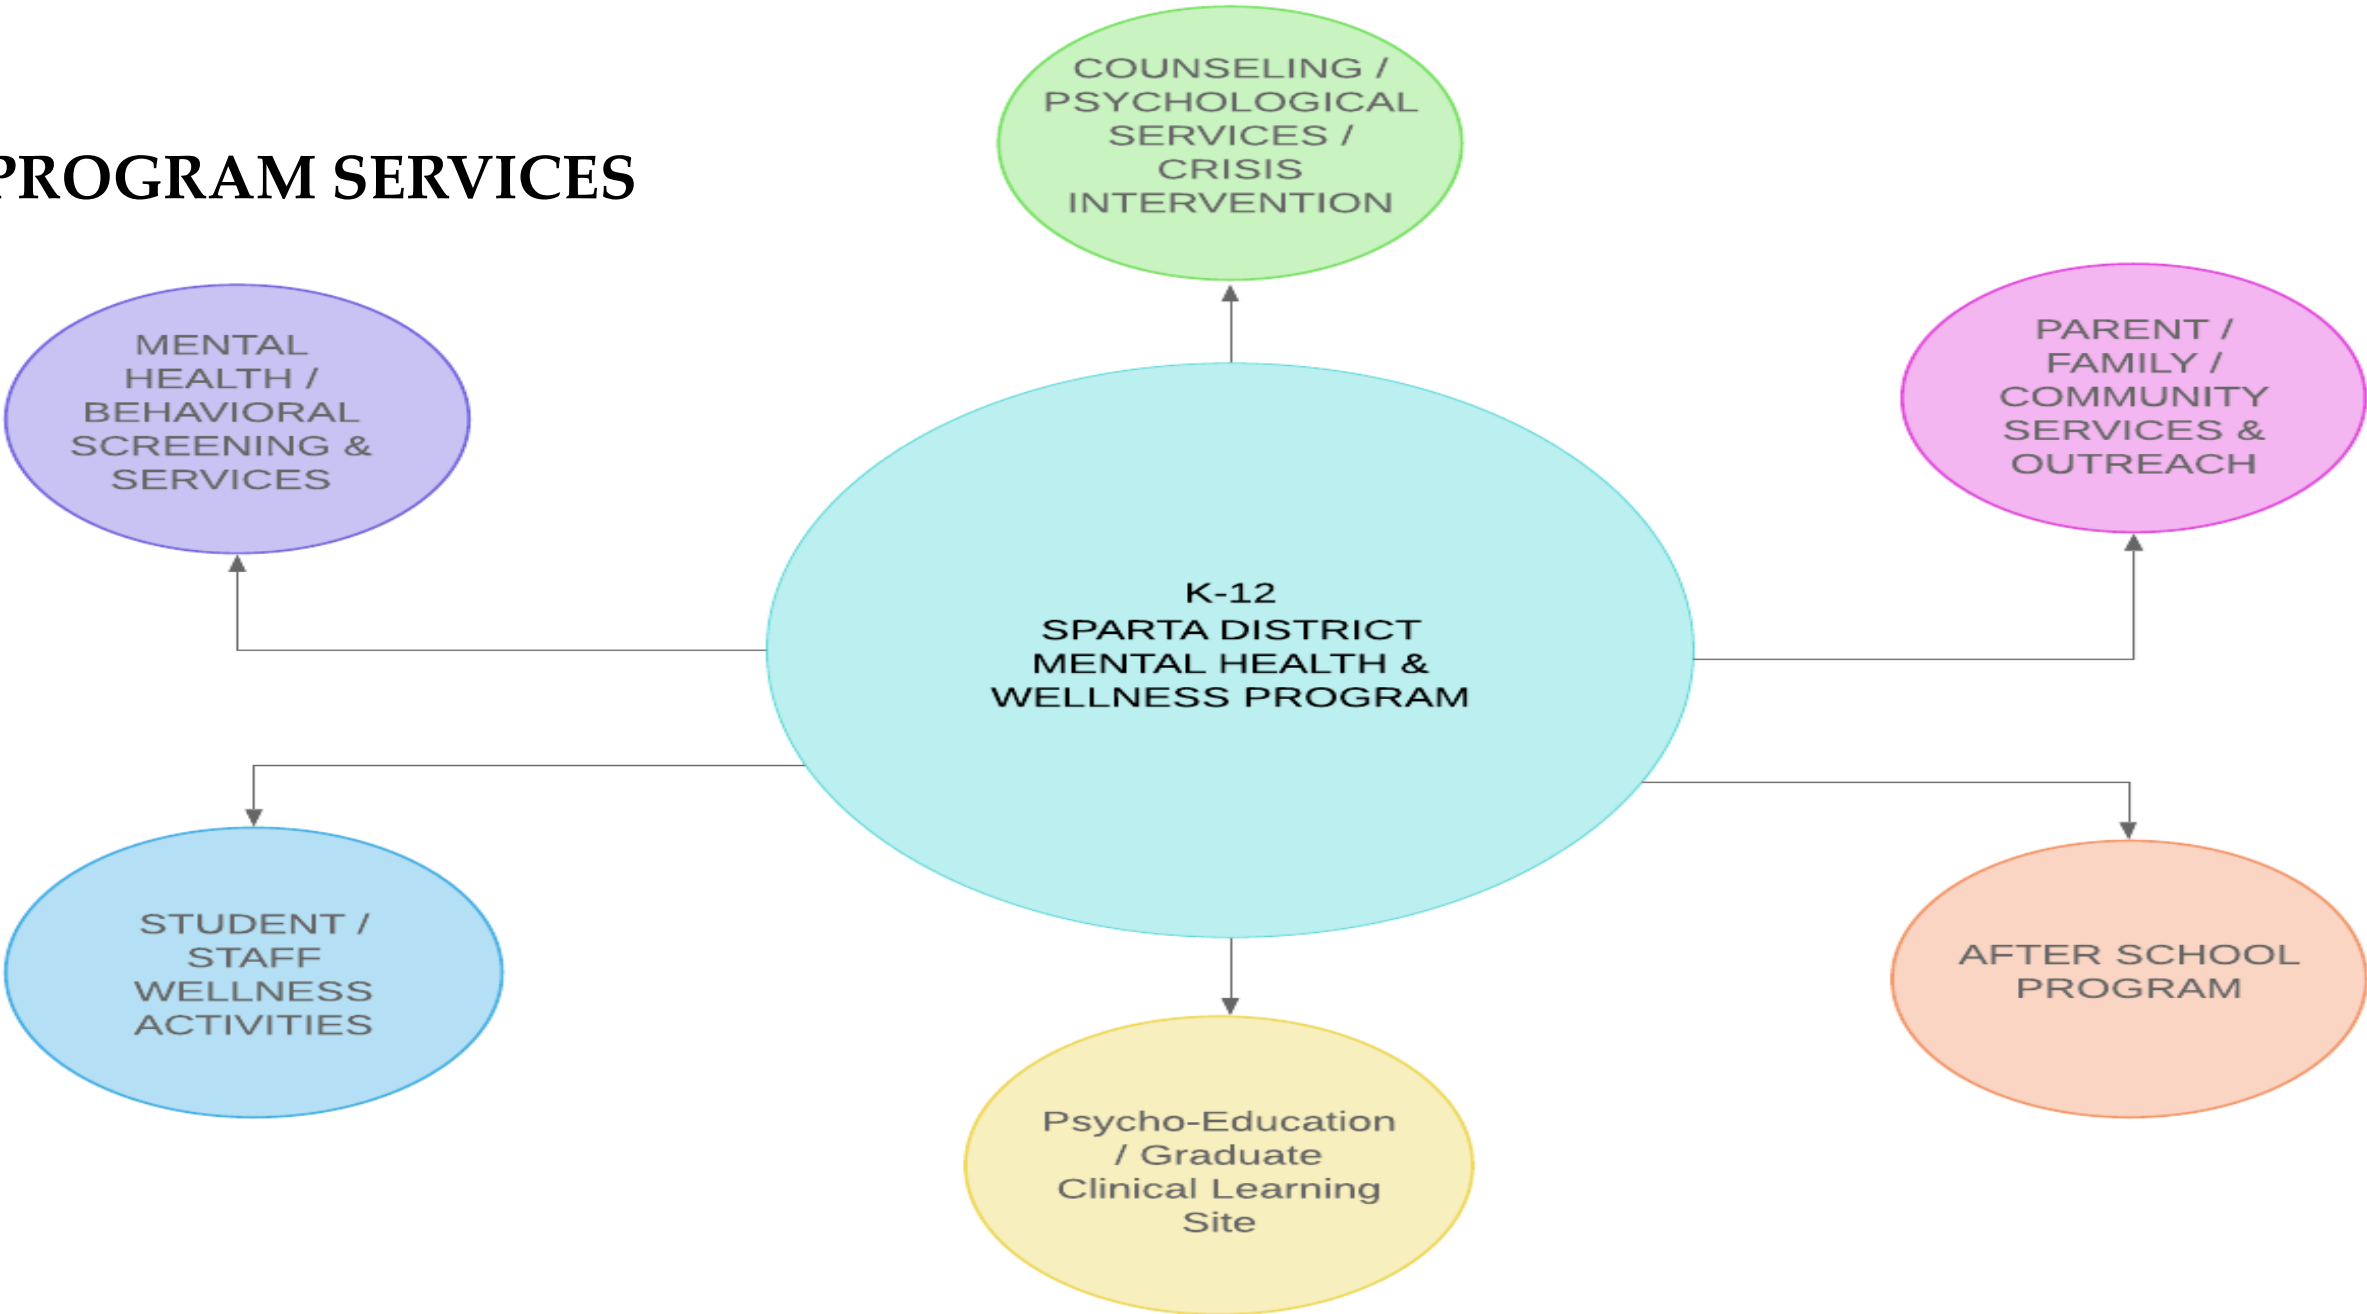 PROGRAM SERVICES
COUNSELING /
PSYCHOLOGICAL
SERVICES /
CRISIS
INTERVENTION
MENTAL
HEALTH /
BEHAVIORAL
SCREENING &
SERVICES
PARENT /
FAMILY /
COMMUNITY
SERVICES &
OUTREACH
K-12
SPARTA DISTRICT
MENTAL HEALTH &
WELLNESS PROGRAM
STUDENT /
STAFF
WELLNESS
ACTIVITIES
AFTER SCHOOL
PROGRAM
Psycho-Education
/ Graduate
Clinical Learning
Site